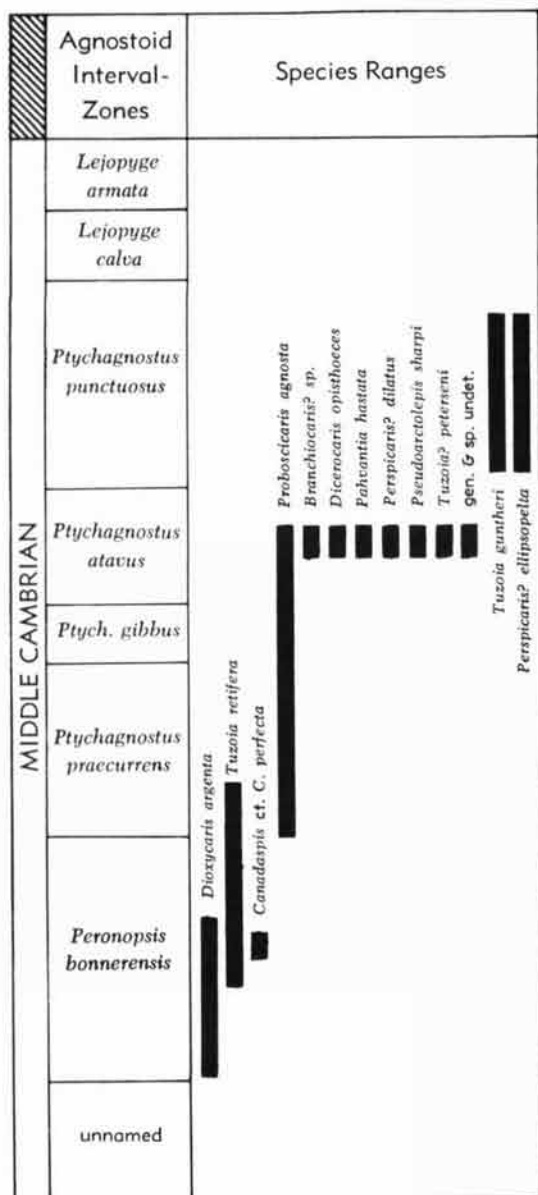 Agnostoid
Interval-
Zones
Species Ranges
MIDDLE CAMBRIAN
Lejopyge
armata
Lejopyge
calva
Ptychagnostus
punctuosus
Ptychagnostus
atavus
Ptych. gibbus
Ptychagnostus
praecurrens
Peronopsis
bonnerensis
unnamed
Dioxycaris argenta
Tuzoia retifera
Canadaspis cf. C. perfecta
Proboscicaris agnosta
Branchiocaris? sp.
Dicerocaris opisthoeces
Pahvantia hastata
Perspicaris? dilatus
Pseudoarctolepis sharpi
Tuzoia? peterseni
gen. & sp. undet.
Tuzoia guntheri
Perspicaris? ellipsopelta